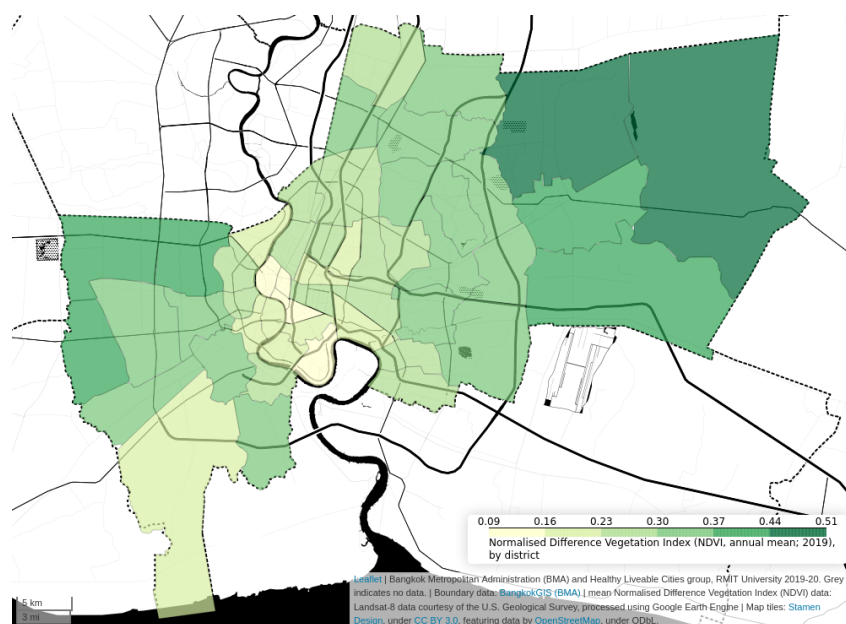 0.09 0.16 0.23 0.30 0.37 0.44 0.51
Normalised Difference Vegetation Index (NDVI, annual mean; 2019),
by district
5 km
3 mi
Leaflet | Bangkok Metropolitan Administration (BMA) and Healthy Liveable Cities group, RMIT University 2019-20. Grey
indicates no data. | Boundary data: BangkokGIS (BMA) | mean Normalised Difference Vegetation Index (NDVI) data:
Landsat-8 data courtesy of the U.S. Geological Survey, processed using Google Earth Engine | Map tiles: Stamen
Design, under CC BY 3.0, featuring data by OpenStreetMap, under ODbL.